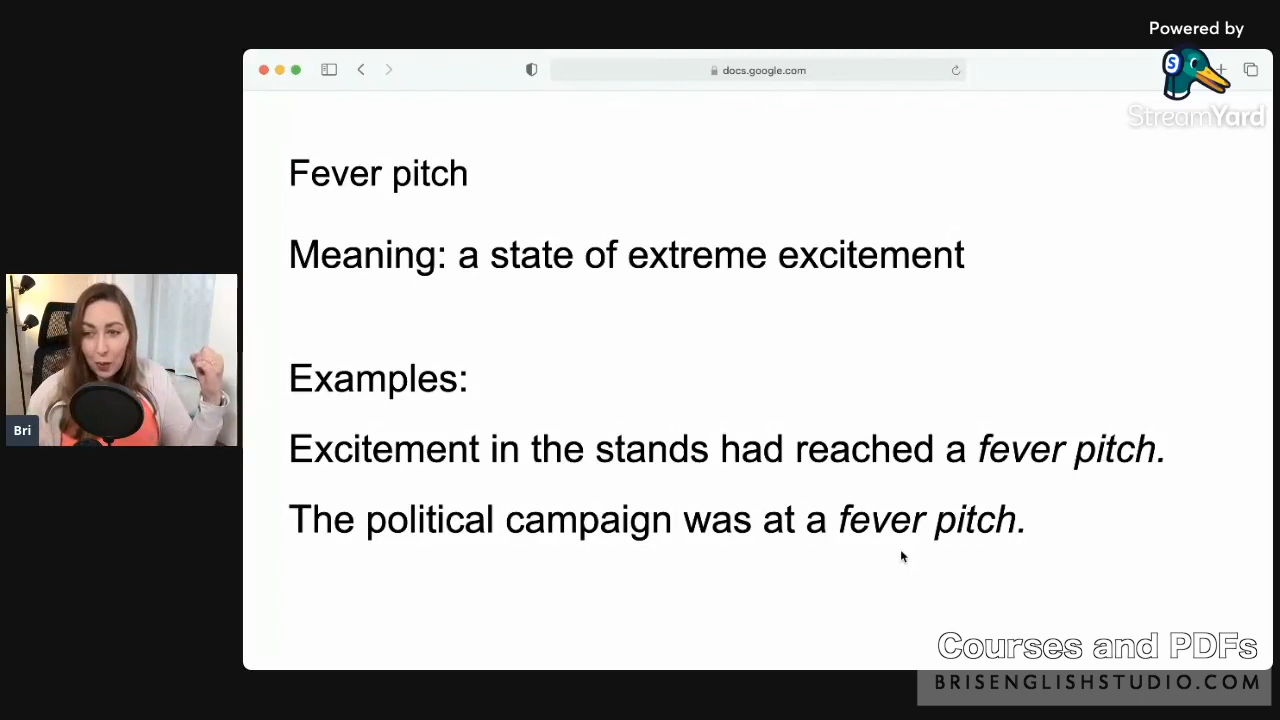 Powered by
docs.google.com
S
StreamYard
Fever pitch
Meaning: a state of extreme excitement
Examples:
Excitement in the stands had reached a fever pitch.
The political campaign was at a fever pitch.
Bri
Courses and PDFs
BRISENGLISHSTUDIO.COM